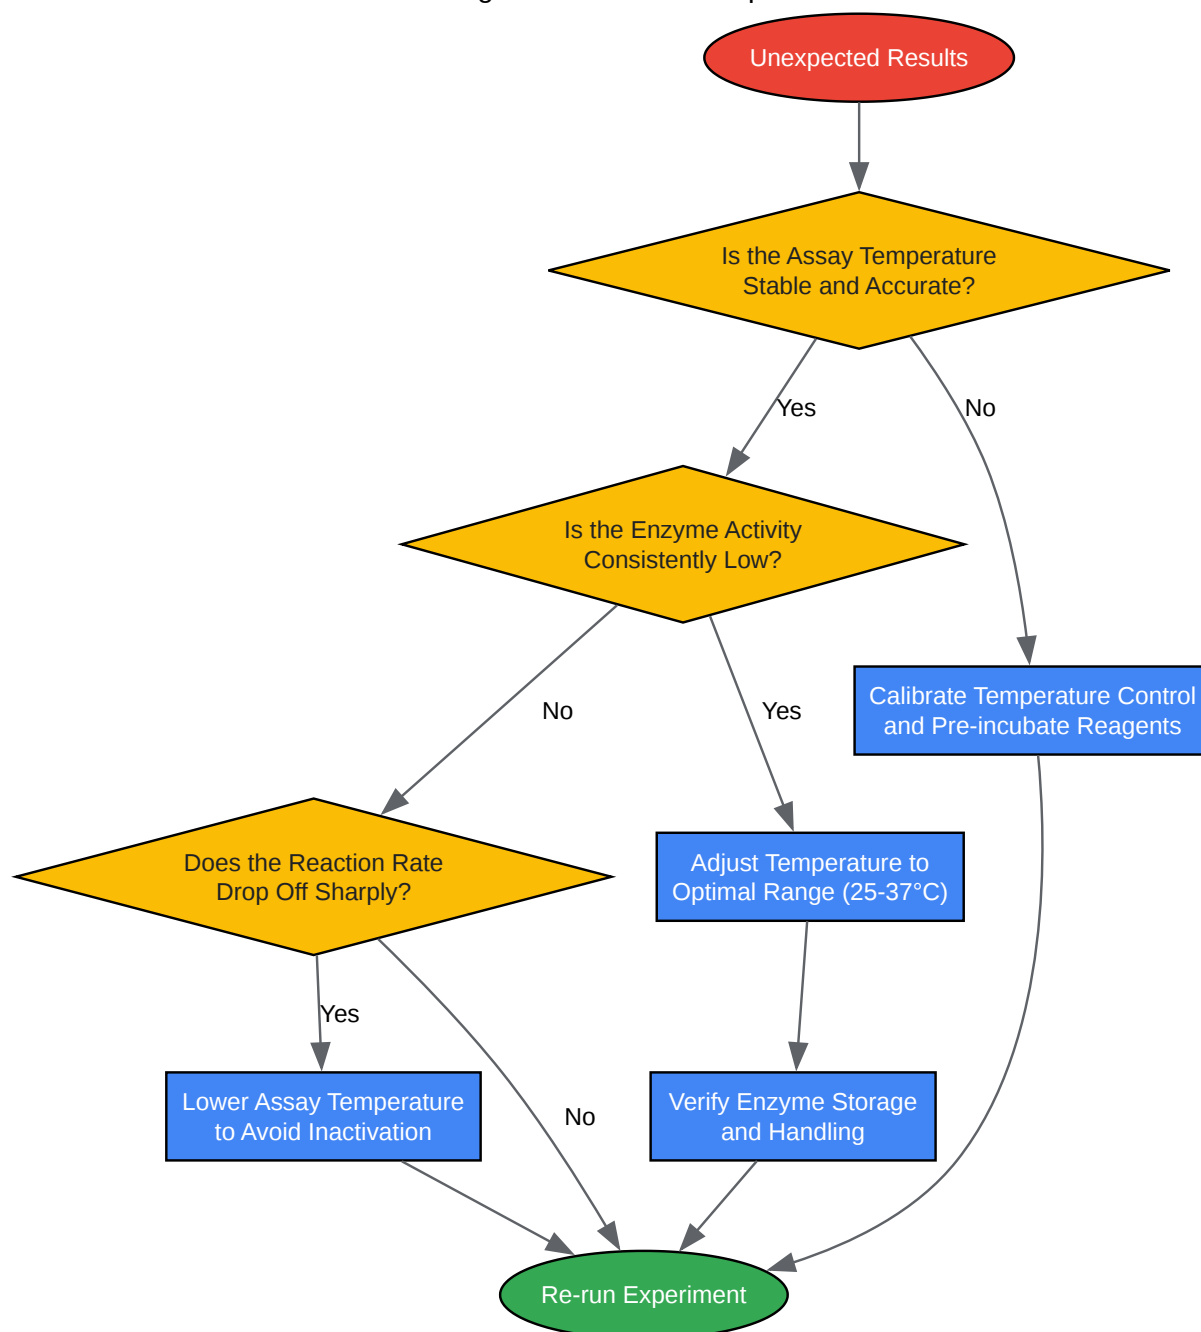 Unexpected Results
Is the Assay Temperature
Stable and Accurate?
Yes
No
Is the Enzyme Activity
Consistently Low?
No
Yes
Calibrate Temperature Control
and Pre-incubate Reagents
Does the Reaction Rate
Drop Off Sharply?
Adjust Temperature to
Optimal Range (25-37°C)
Yes
Lower Assay Temperature
to Avoid Inactivation
No
Verify Enzyme Storage
and Handling
Re-run Experiment